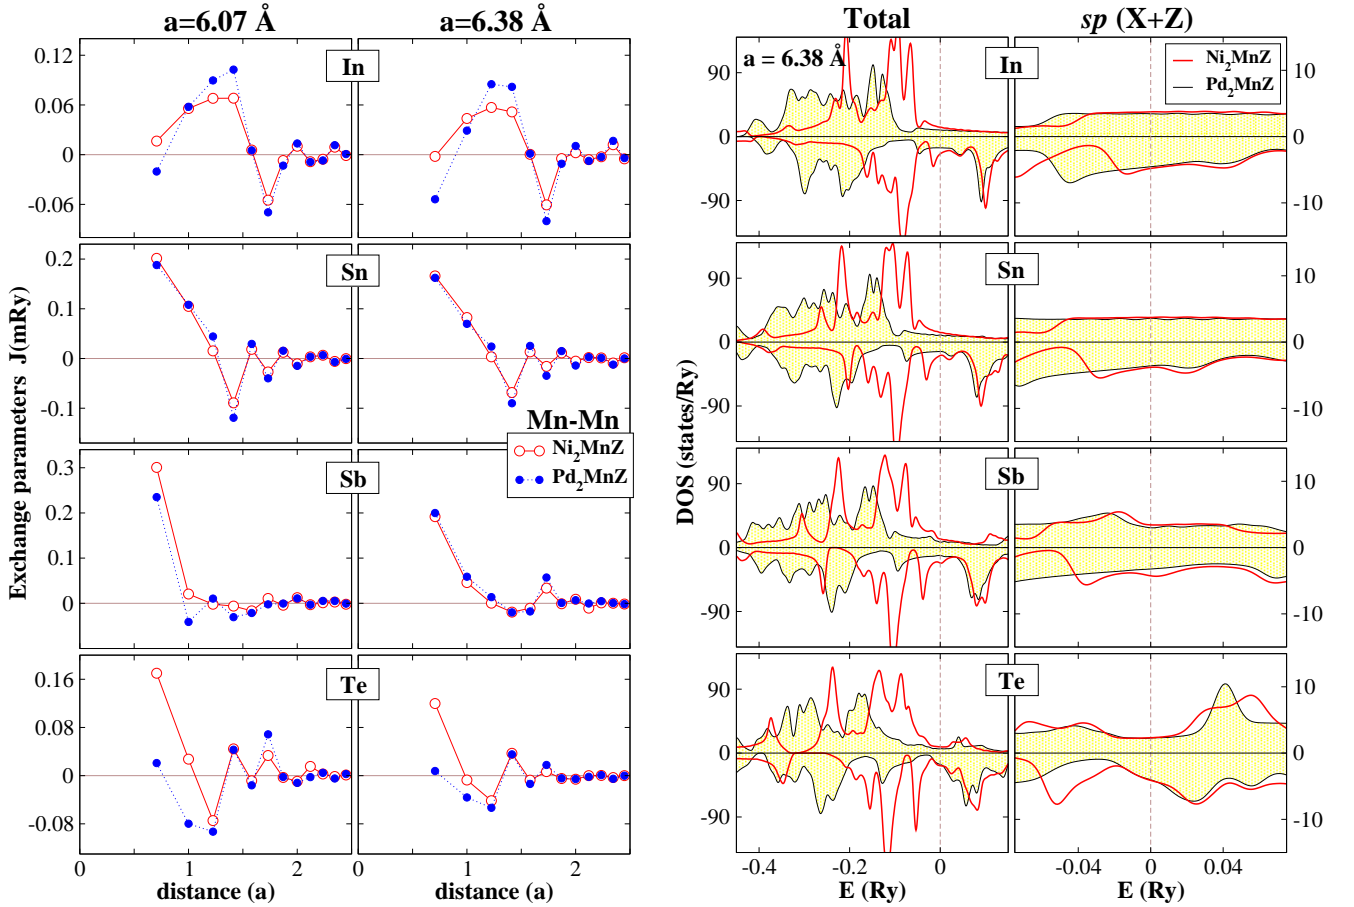 a=6.07 Å
a=6.38 Å
Total
sp (X+Z)
0.12
0.06
0
-0.06
In
In
a = 6.38 Å
90
0
-90
Ni2MnZ
Pd2MnZ
10
0
-10
0.2
0.1
0
-0.1
Sn
Sn
90
0
-90
10
0
-10
Mn-Mn
Ni2MnZ
Pd2MnZ
0.3
0.2
0.1
0
Sb
Sb
90
0
-90
10
0
-10
0.16
0.08
0
-0.08
Te
Te
90
0
-90
10
0
-10
Exchange parameters J(mRy)
DOS (states/Ry)
0
1
2
0
1
2
-0.4
-0.2
0
-0.04
0
0.04
distance (a)
distance (a)
E (Ry)
E (Ry)